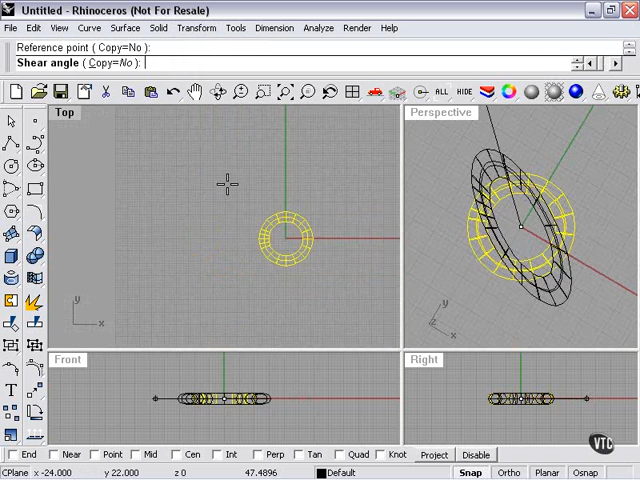 Untitled - Rhinoceros (Not For Resale)
File Edit View Curve Surface Solid Transform Tools Dimension Analyze Render Help
Reference point ( Copy=No ):
Shear angle ( Copy=No ):
ALL HIDE
Top
Perspective
y
x
y
z
x
Front
Right
T
VTC
End Near Point Mid Cen Int Perp Tan Quad Knot Project Disable
CPlane x -24.000 y 22.000 z 0 47.4896 Default Snap Ortho Planar Osnap